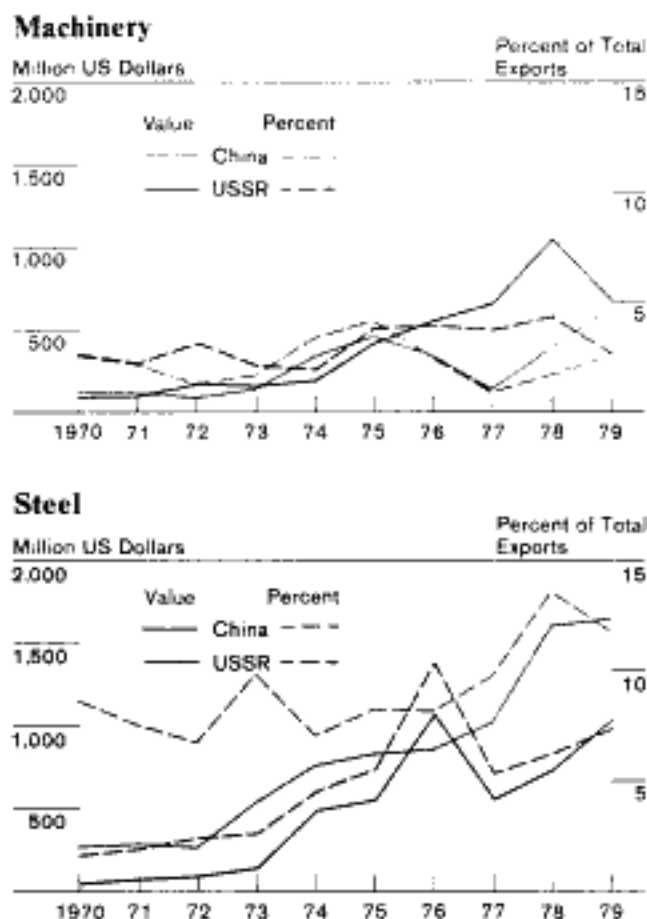 Machinery
Million US Dollars
Percent of Total
Exports
2.000
15
Value Percent
China
USSR
1.500
10
1.000
5
500
1970 71 72 73 74 75 76 77 78 79
Steel
Million US Dollars
Percent of Total
Exports
2.000
15
Value Percent
China
USSR
1.500
10
1.000
5
500
1970 71 72 73 74 75 76 77 78 79